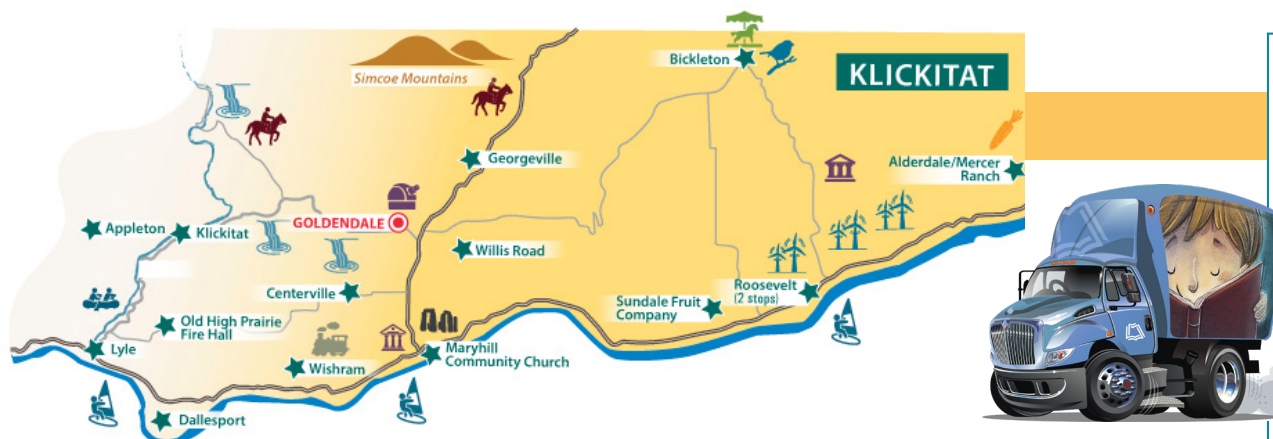 Simcoe Mountains
Bickleton
KLICKITAT
Georgeville
Alderdale/Mercer
Ranch
GOLDENDALE
Appleton
Klickitat
Willis Road
Centerville
Roosevelt
(2 stops)
Sundale Fruit
Company
Old High Prairie
Fire Hall
Lyle
Wishram
Maryhill
Community Church
Dallesport